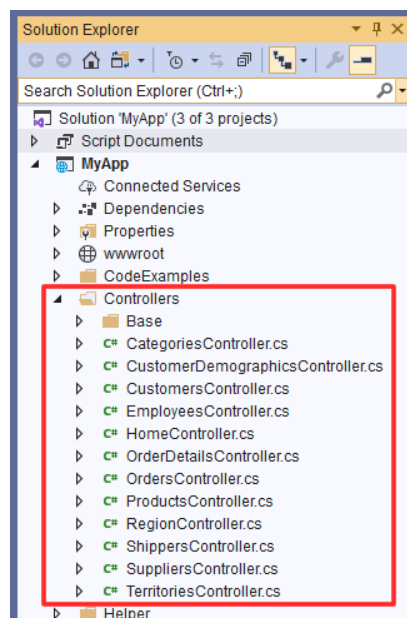 Solution Explorer
Search Solution Explorer (Ctrl+;)
Solution 'MyApp' (3 of 3 projects)
Script Documents
MyApp
Connected Services
Dependencies
Properties
wwwroot
CodeExamples
Controllers
Base
C# CategoriesController.cs
C# CustomerDemographicsController.cs
C# CustomersController.cs
C# EmployeesController.cs
C# HomeController.cs
C# OrderDetailsController.cs
C# OrdersController.cs
C# ProductsController.cs
C# RegionController.cs
C# ShippersController.cs
C# SuppliersController.cs
C# TerritoriesController.cs
Helper